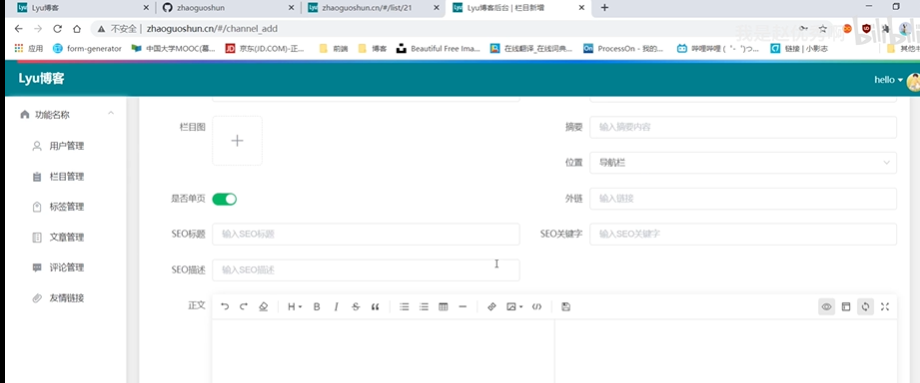 Lyu博客
zhaoguoshun
zhaoguoshun.cn/#/list/21
Lyu博客后台 | 栏目新增
不安全 | zhaoguoshun.cn/#/channel_add
应用
form-generator
中国大学MOOC(慕...
京东(JD.COM)-正...
前端
博客
Beautiful Free Ima...
在线翻译_在线词典...
ProcessOn - 我的...
哔哩哔哩 (゜-゜)つ...
链接 | 小影志
bilibili
Lyu博客
hello
功能名称
用户管理
栏目管理
标签管理
文章管理
评论管理
友情链接
栏目图
摘要
输入摘要内容
位置
导航栏
是否单页
外链
输入链接
SEO标题
输入SEO标题
SEO关键字
输入SEO关键字
SEO描述
输入SEO描述
正文
H
B
I
S